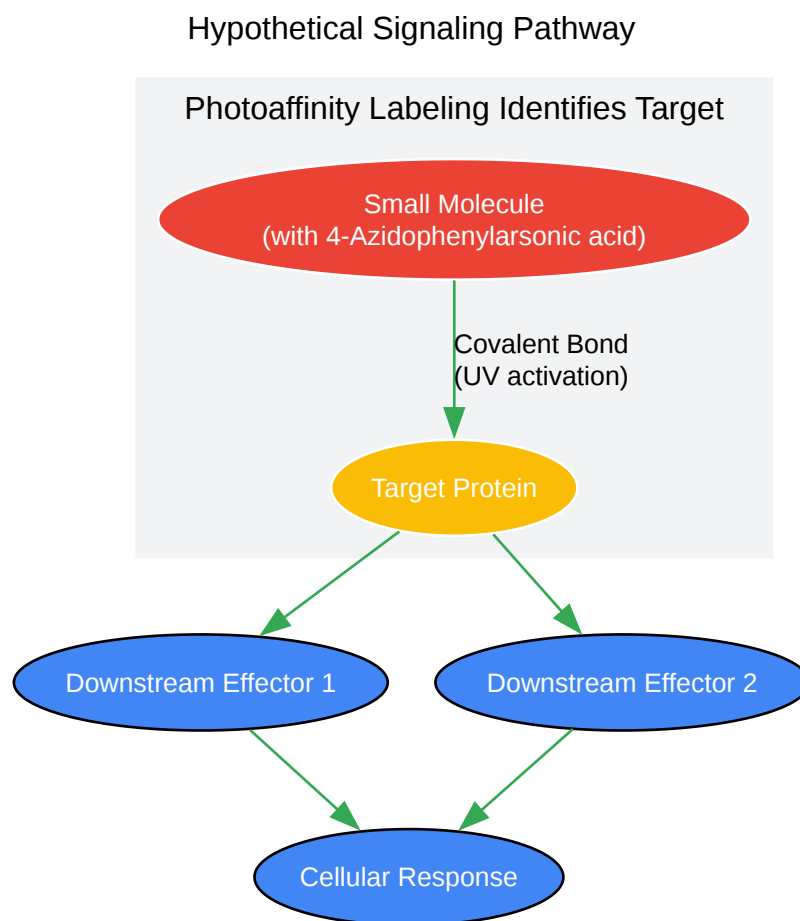 Hypothetical Signaling Pathway
Photoaffinity Labeling Identifies Target
Small Molecule
(with 4-Azidophenylarsonic acid)
Covalent Bond
(UV activation)
Target Protein
Downstream Effector 1
Downstream Effector 2
Cellular Response